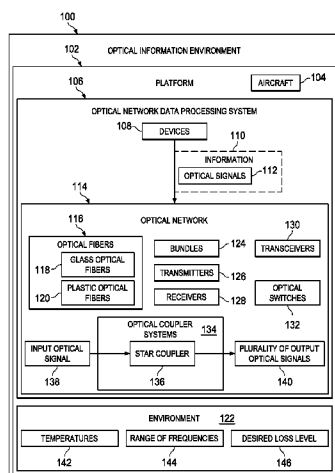 100
OPTICAL INFORMATION ENVIRONMENT
102
PLATFORM
AIRCRAFT
104
106
OPTICAL NETWORK DATA PROCESSING SYSTEM
108
DEVICES
110
INFORMATION
OPTICAL SIGNALS
112
114
OPTICAL NETWORK
116
OPTICAL FIBERS
118
GLASS OPTICAL FIBERS
120
PLASTIC OPTICAL FIBERS
BUNDLES
124
TRANSMITTERS
126
RECEIVERS
128
130
TRANSCEIVERS
OPTICAL SWITCHES
132
OPTICAL COUPLER SYSTEMS
134
INPUT OPTICAL SIGNAL
138
STAR COUPLER
136
PLURALITY OF OUTPUT OPTICAL SIGNALS
140
ENVIRONMENT
122
TEMPERATURES
142
RANGE OF FREQUENCIES
144
DESIRED LOSS LEVEL
146